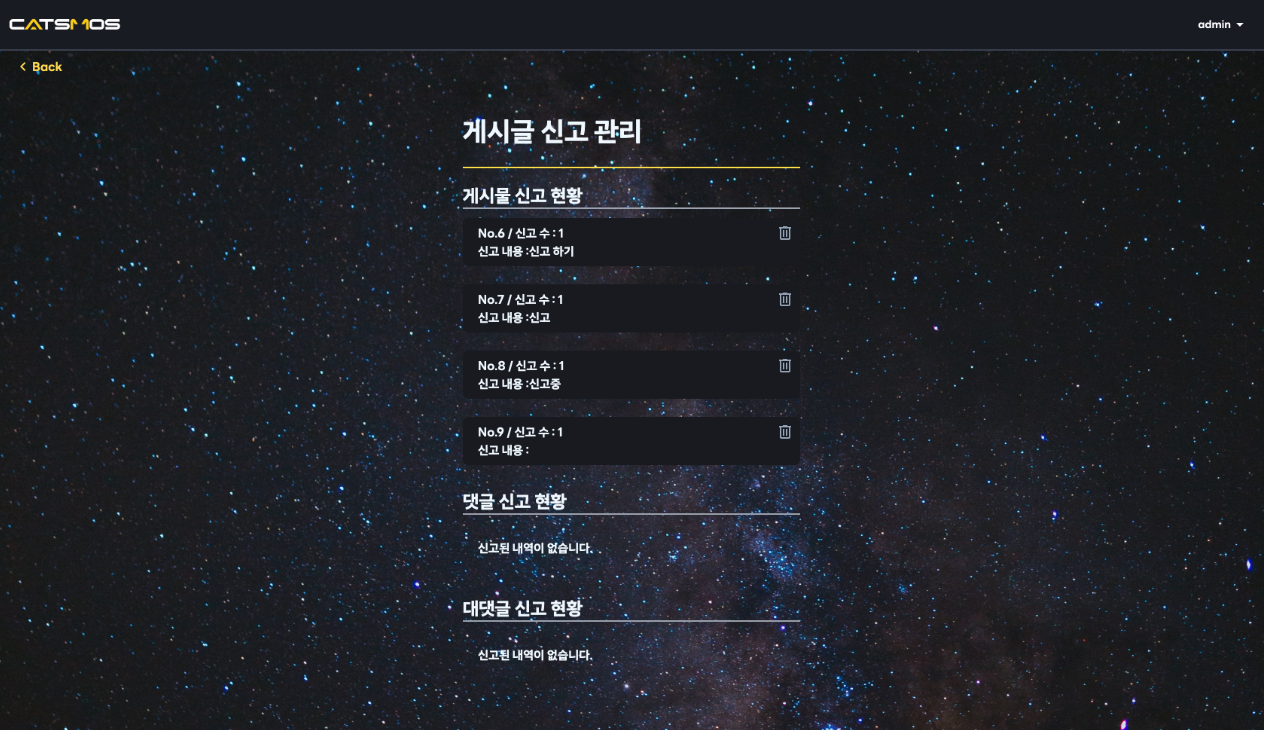 CATSMOS
admin
Back
게시글 신고 관리
게시물 신고 현황
No.6 / 신고 수 : 1
신고 내용 :신고 하기
No.7 / 신고 수 : 1
신고 내용 :신고
No.8 / 신고 수 : 1
신고 내용 :신고중
No.9 / 신고 수 : 1
신고 내용 :
댓글 신고 현황
신고된 내역이 없습니다.
대댓글 신고 현황
신고된 내역이 없습니다.